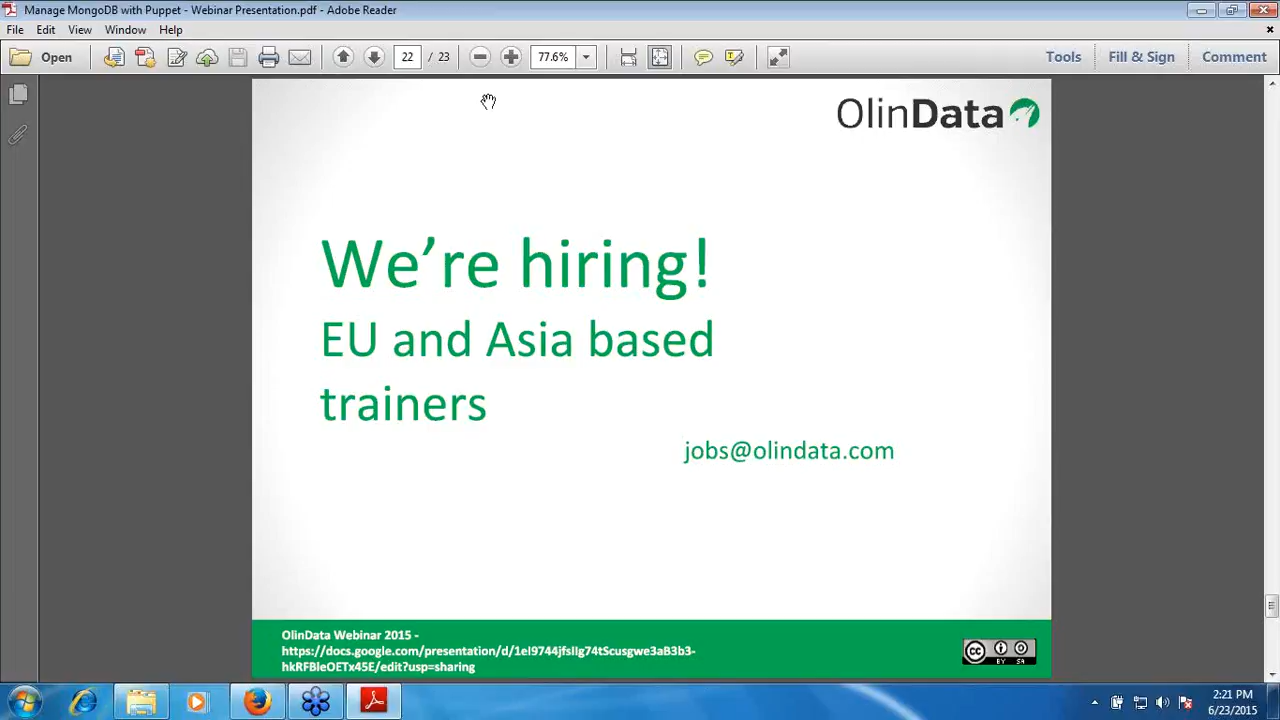 Manage MongoDB with Puppet - Webinar Presentation.pdf - Adobe Reader
File Edit View Window Help
Open 22 / 23 77.6% Tools Fill & Sign Comment
OlinData
We’re hiring!
EU and Asia based
trainers
jobs@olindata.com
OlinData Webinar 2015 -
BY SA
2:21 PM
6/23/2015